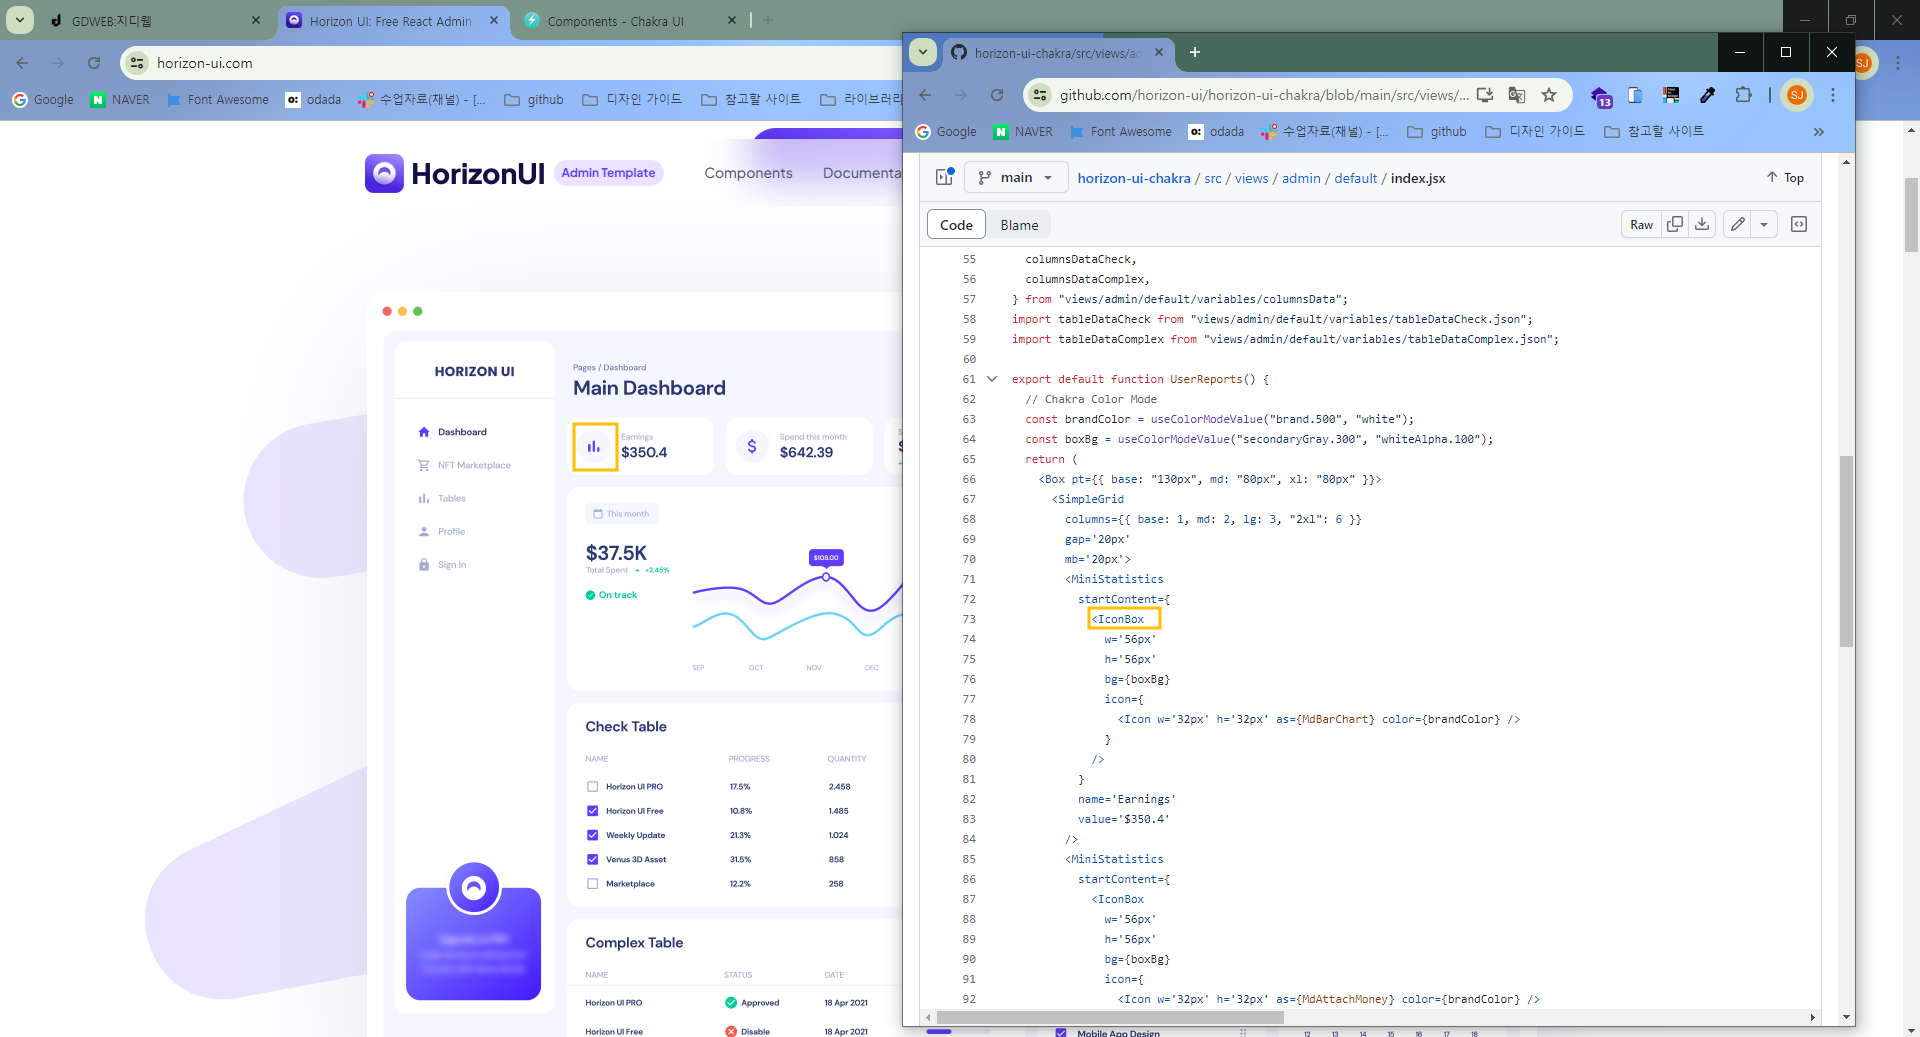 GDWEB:지디웹
Horizon UI: Free React Admin
Components - Chakra UI
horizon-ui.com
SJ
Google
NAVER
Font Awesome
odada
수업자료(채널) - [...
github
디자인 가이드
참고할 사이트
라이브러리
HorizonUI
Admin Template
Components
Documenta
HORIZON UI
Dashboard
NFT Marketplace
Tables
Profile
Sign In
Pages / Dashboard
Main Dashboard
Earnings
$350.4
Spend this month
$642.39
This month
$37.5K
Total Spent
+2.45%
On track
$108.00
SEP OCT NOV DEC
Check Table
NAME PROGRESS QUANTITY
Horizon UI PRO 17.5% 2.458
Horizon UI Free 10.8% 1.485
Weekly Update 21.3% 1.024
Venus 3D Asset 31.5% 858
Marketplace 12.2% 258
Complex Table
NAME STATUS DATE
Horizon UI PRO Approved 18 Apr 2021
Horizon UI Free Disable 18 Apr 2021
horizon-ui-chakra/src/views/ad
github.com/horizon-ui/horizon-ui-chakra/blob/main/src/views/...
13
SJ
Google
NAVER
Font Awesome
odada
수업자료(채널) - [...
github
디자인 가이드
참고할 사이트
»
main
horizon-ui-chakra / src / views / admin / default / index.jsx
Top
Code
Blame
Raw
55 columnsDataCheck,
56 columnsDataComplex,
57 } from "views/admin/default/variables/columnsData";
58 import tableDataCheck from "views/admin/default/variables/tableDataCheck.json";
59 import tableDataComplex from "views/admin/default/variables/tableDataComplex.json";
60
61 export default function UserReports() {
62 // Chakra Color Mode
63 const brandColor = useColorModeValue("brand.500", "white");
64 const boxBg = useColorModeValue("secondaryGray.300", "whiteAlpha.100");
65 return (
66 <Box pt={{ base: "130px", md: "80px", xl: "80px" }}>
67 <SimpleGrid
68 columns={{ base: 1, md: 2, lg: 3, "2xl": 6 }}
69 gap='20px'
70 mb='20px'>
71 <MiniStatistics
72 startContent={
73 <IconBox
74 w='56px'
75 h='56px'
76 bg={boxBg}
77 icon={
78 <Icon w='32px' h='32px' as={MdBarChart} color={brandColor} />
79 }
80 />
81 }
82 name='Earnings'
83 value='$350.4'
84 />
85 <MiniStatistics
86 startContent={
87 <IconBox
88 w='56px'
89 h='56px'
90 bg={boxBg}
91 icon={
92 <Icon w='32px' h='32px' as={MdAttachMoney} color={brandColor} />
Mobile App Design
12 13 14 15 16 17 18